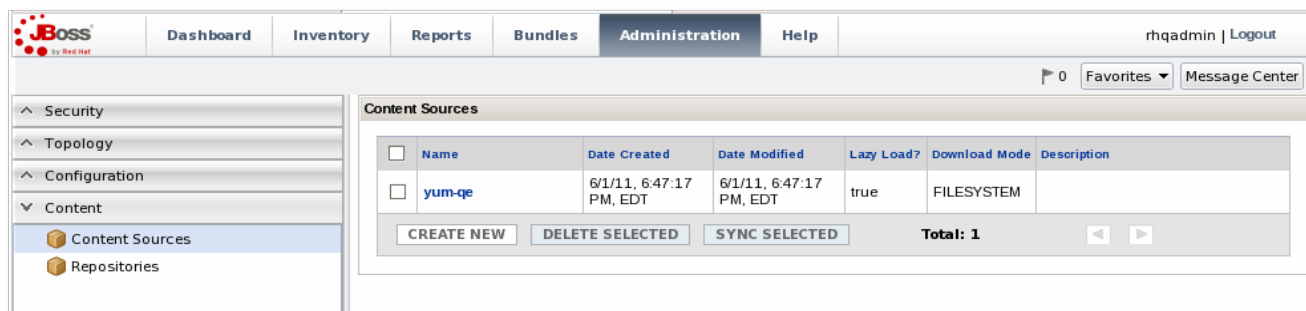 JBoss
by Red Hat
Dashboard Inventory Reports Bundles Administration Help rhqadmin | Logout
0 Favorites Message Center
Security
Topology
Configuration
Content
Content Sources
Repositories
Content Sources
Name Date Created Date Modified Lazy Load? Download Mode Description
yum-qe 6/1/11, 6:47:17 PM, EDT 6/1/11, 6:47:17 PM, EDT true FILESYSTEM
CREATE NEW DELETE SELECTED SYNC SELECTED Total: 1